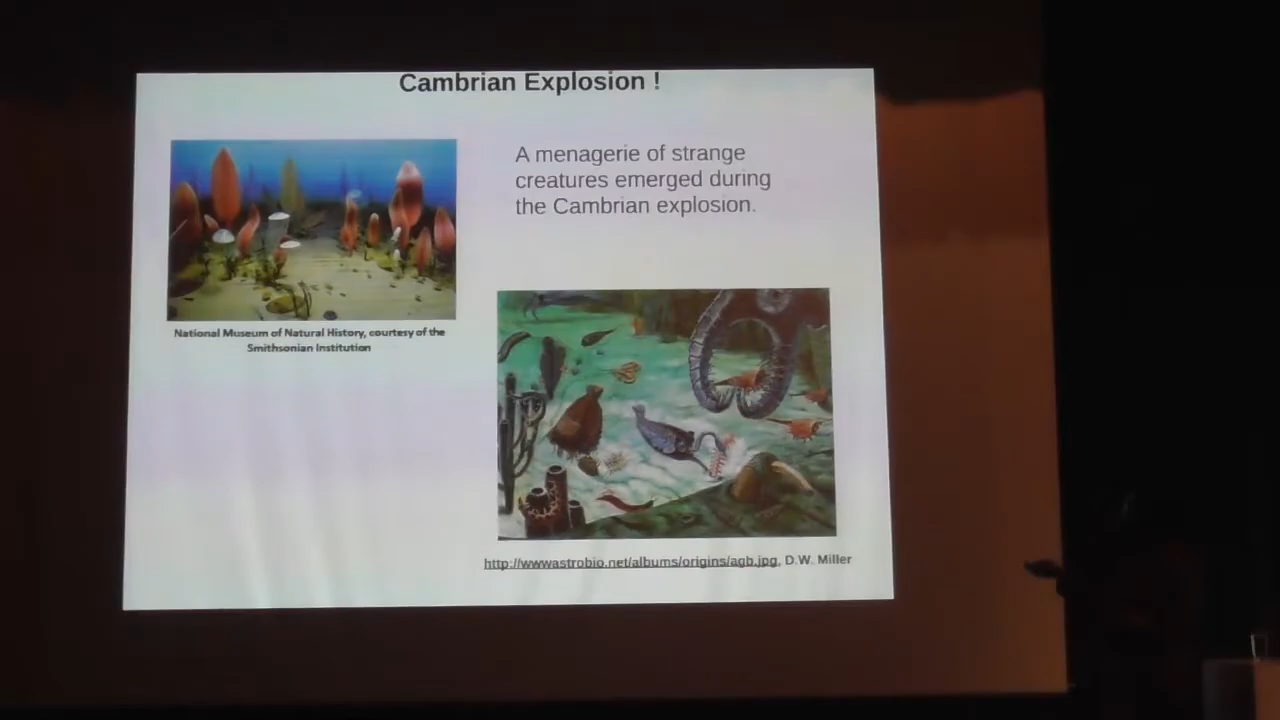 Cambrian Explosion !
A menagerie of strange
creatures emerged during
the Cambrian explosion.
National Museum of Natural History, courtesy of the
Smithsonian Institution
http://wwwastrobio.net/albums/origins/agb.jpg, D.W. Miller